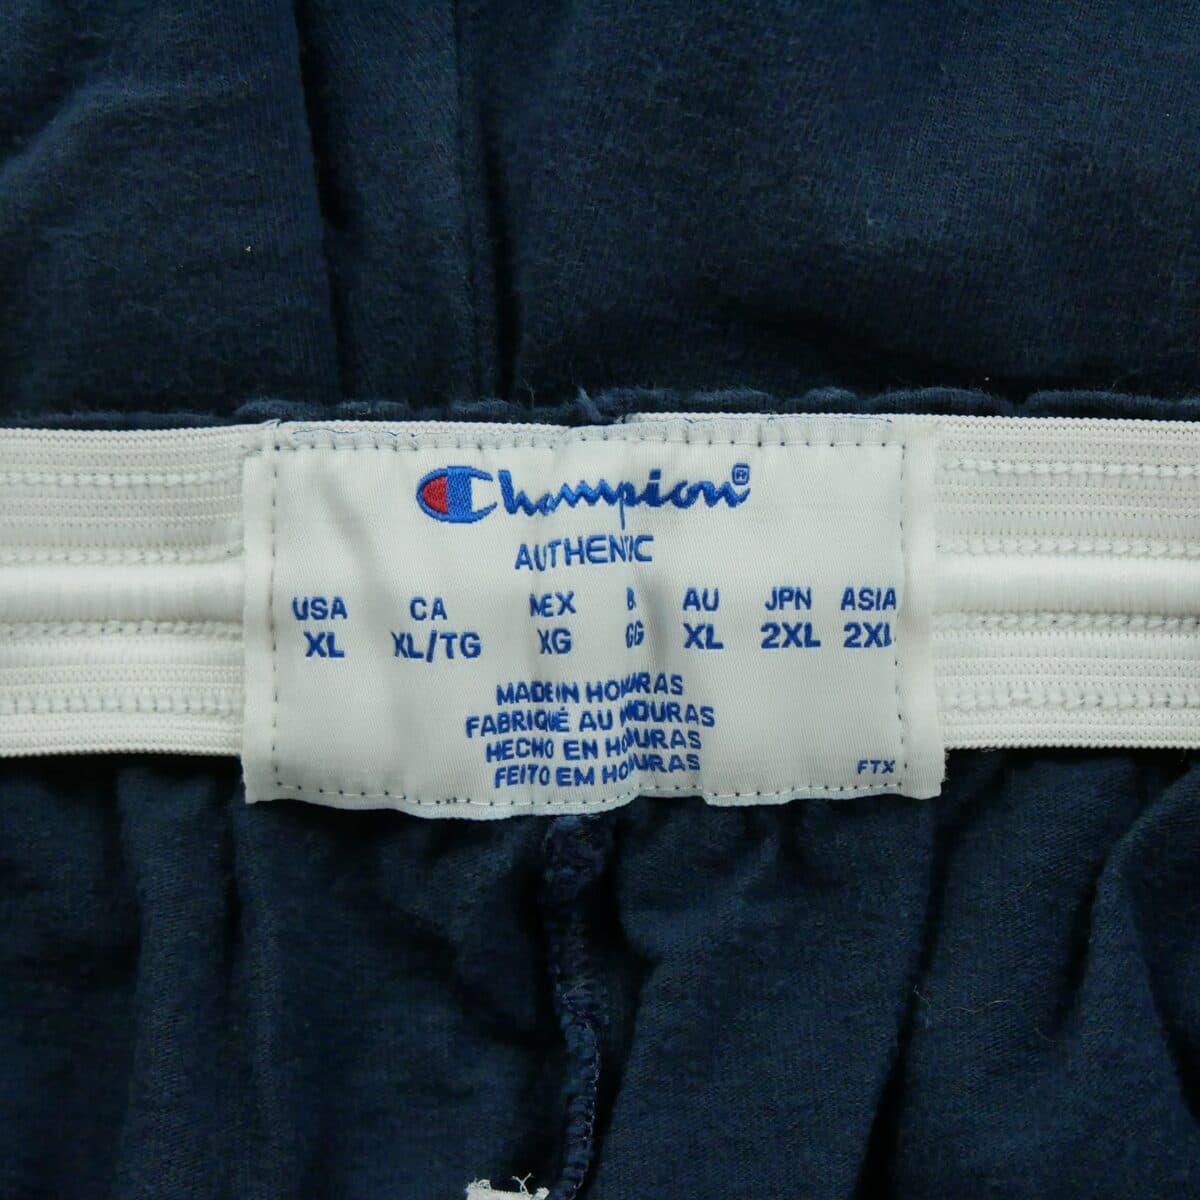 Champion®
AUTHENTIC
USA CA MEX AU JPN ASIA
XL XL/TG XG GG XL 2XL 2XL
MADE IN HONDURAS
FABRIQUÉ AU HONDURAS
HECHO EN HONDURAS
FEITO EM HONDURAS
FTX